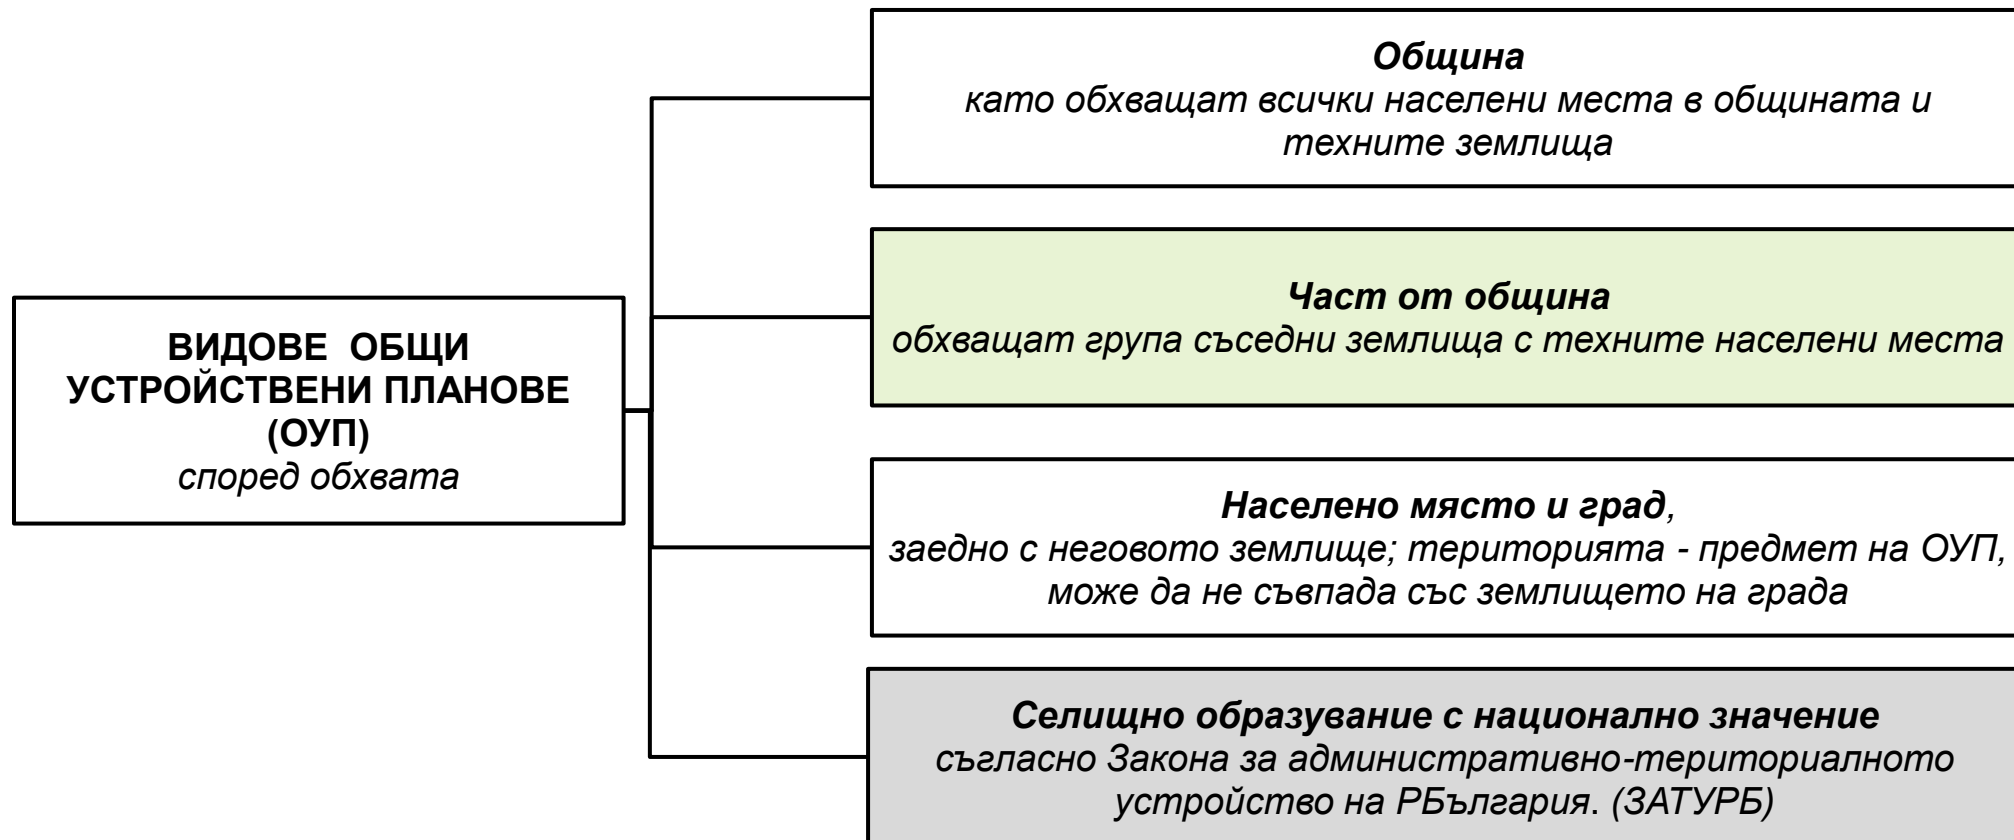 Община
като обхващат всички населени места в общината и
техните землища
Част от община
обхващат група съседни землища с техните населени места
ВИДОВЕ ОБЩИ
УСТРОЙСТВЕНИ ПЛАНОВЕ
(ОУП)
според обхвата
Населено място и град,
заедно с неговото землище; територията - предмет на ОУП,
може да не съвпада със землището на града
Селищно образувание с национално значение
съгласно Закона за административно-териториалното
устройство на РБългария. (ЗАТУРБ)